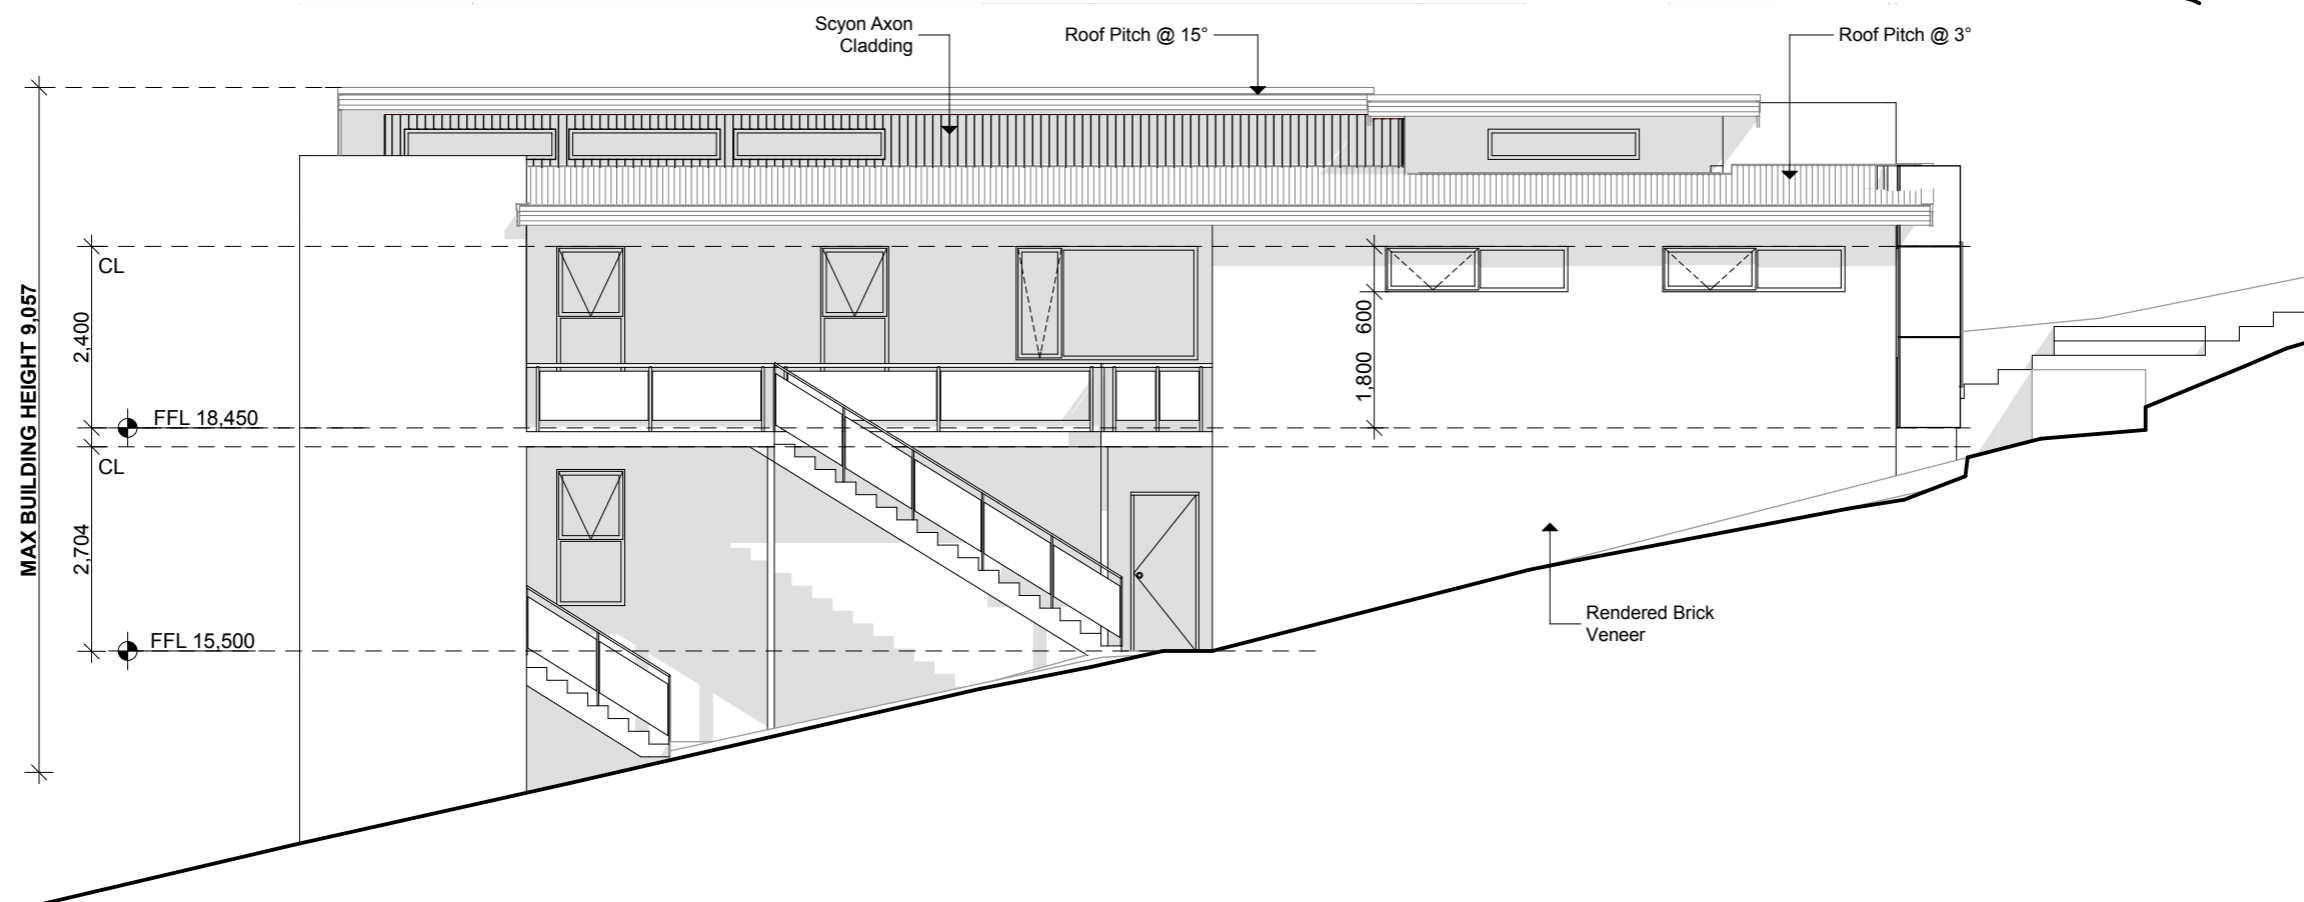 Scyon Axon
Cladding
Roof Pitch @ 15°
Roof Pitch @ 3°
MAX BUILDING HEIGHT 9,057
CL
2,400
600
1,800
FFL 18,450
CL
2,704
FFL 15,500
Rendered Brick
Veneer